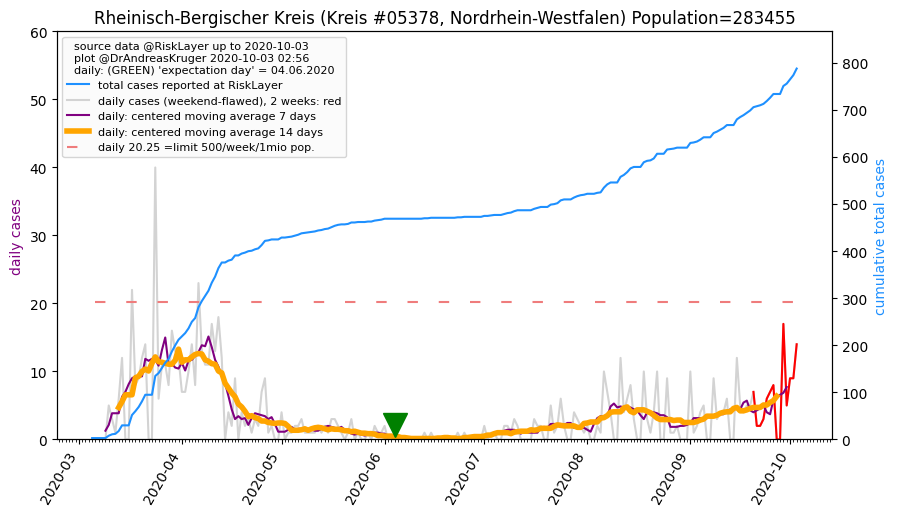 Rheinisch-Bergischer Kreis (Kreis #05378, Nordrhein-Westfalen) Population=283455
source data @RiskLayer up to 2020-10-03
plot @DrAndreasKruger 2020-10-03 02:56
daily: (GREEN) 'expectation day' = 04.06.2020
total cases reported at RiskLayer
daily cases (weekend-flawed), 2 weeks: red
daily: centered moving average 7 days
daily: centered moving average 14 days
daily 20.25 =limit 500/week/1mio pop.
daily cases
60
50
40
30
20
10
0
cumulative total cases
800
700
600
500
400
300
200
100
0
2020-03
2020-04
2020-05
2020-06
2020-07
2020-08
2020-09
2020-10